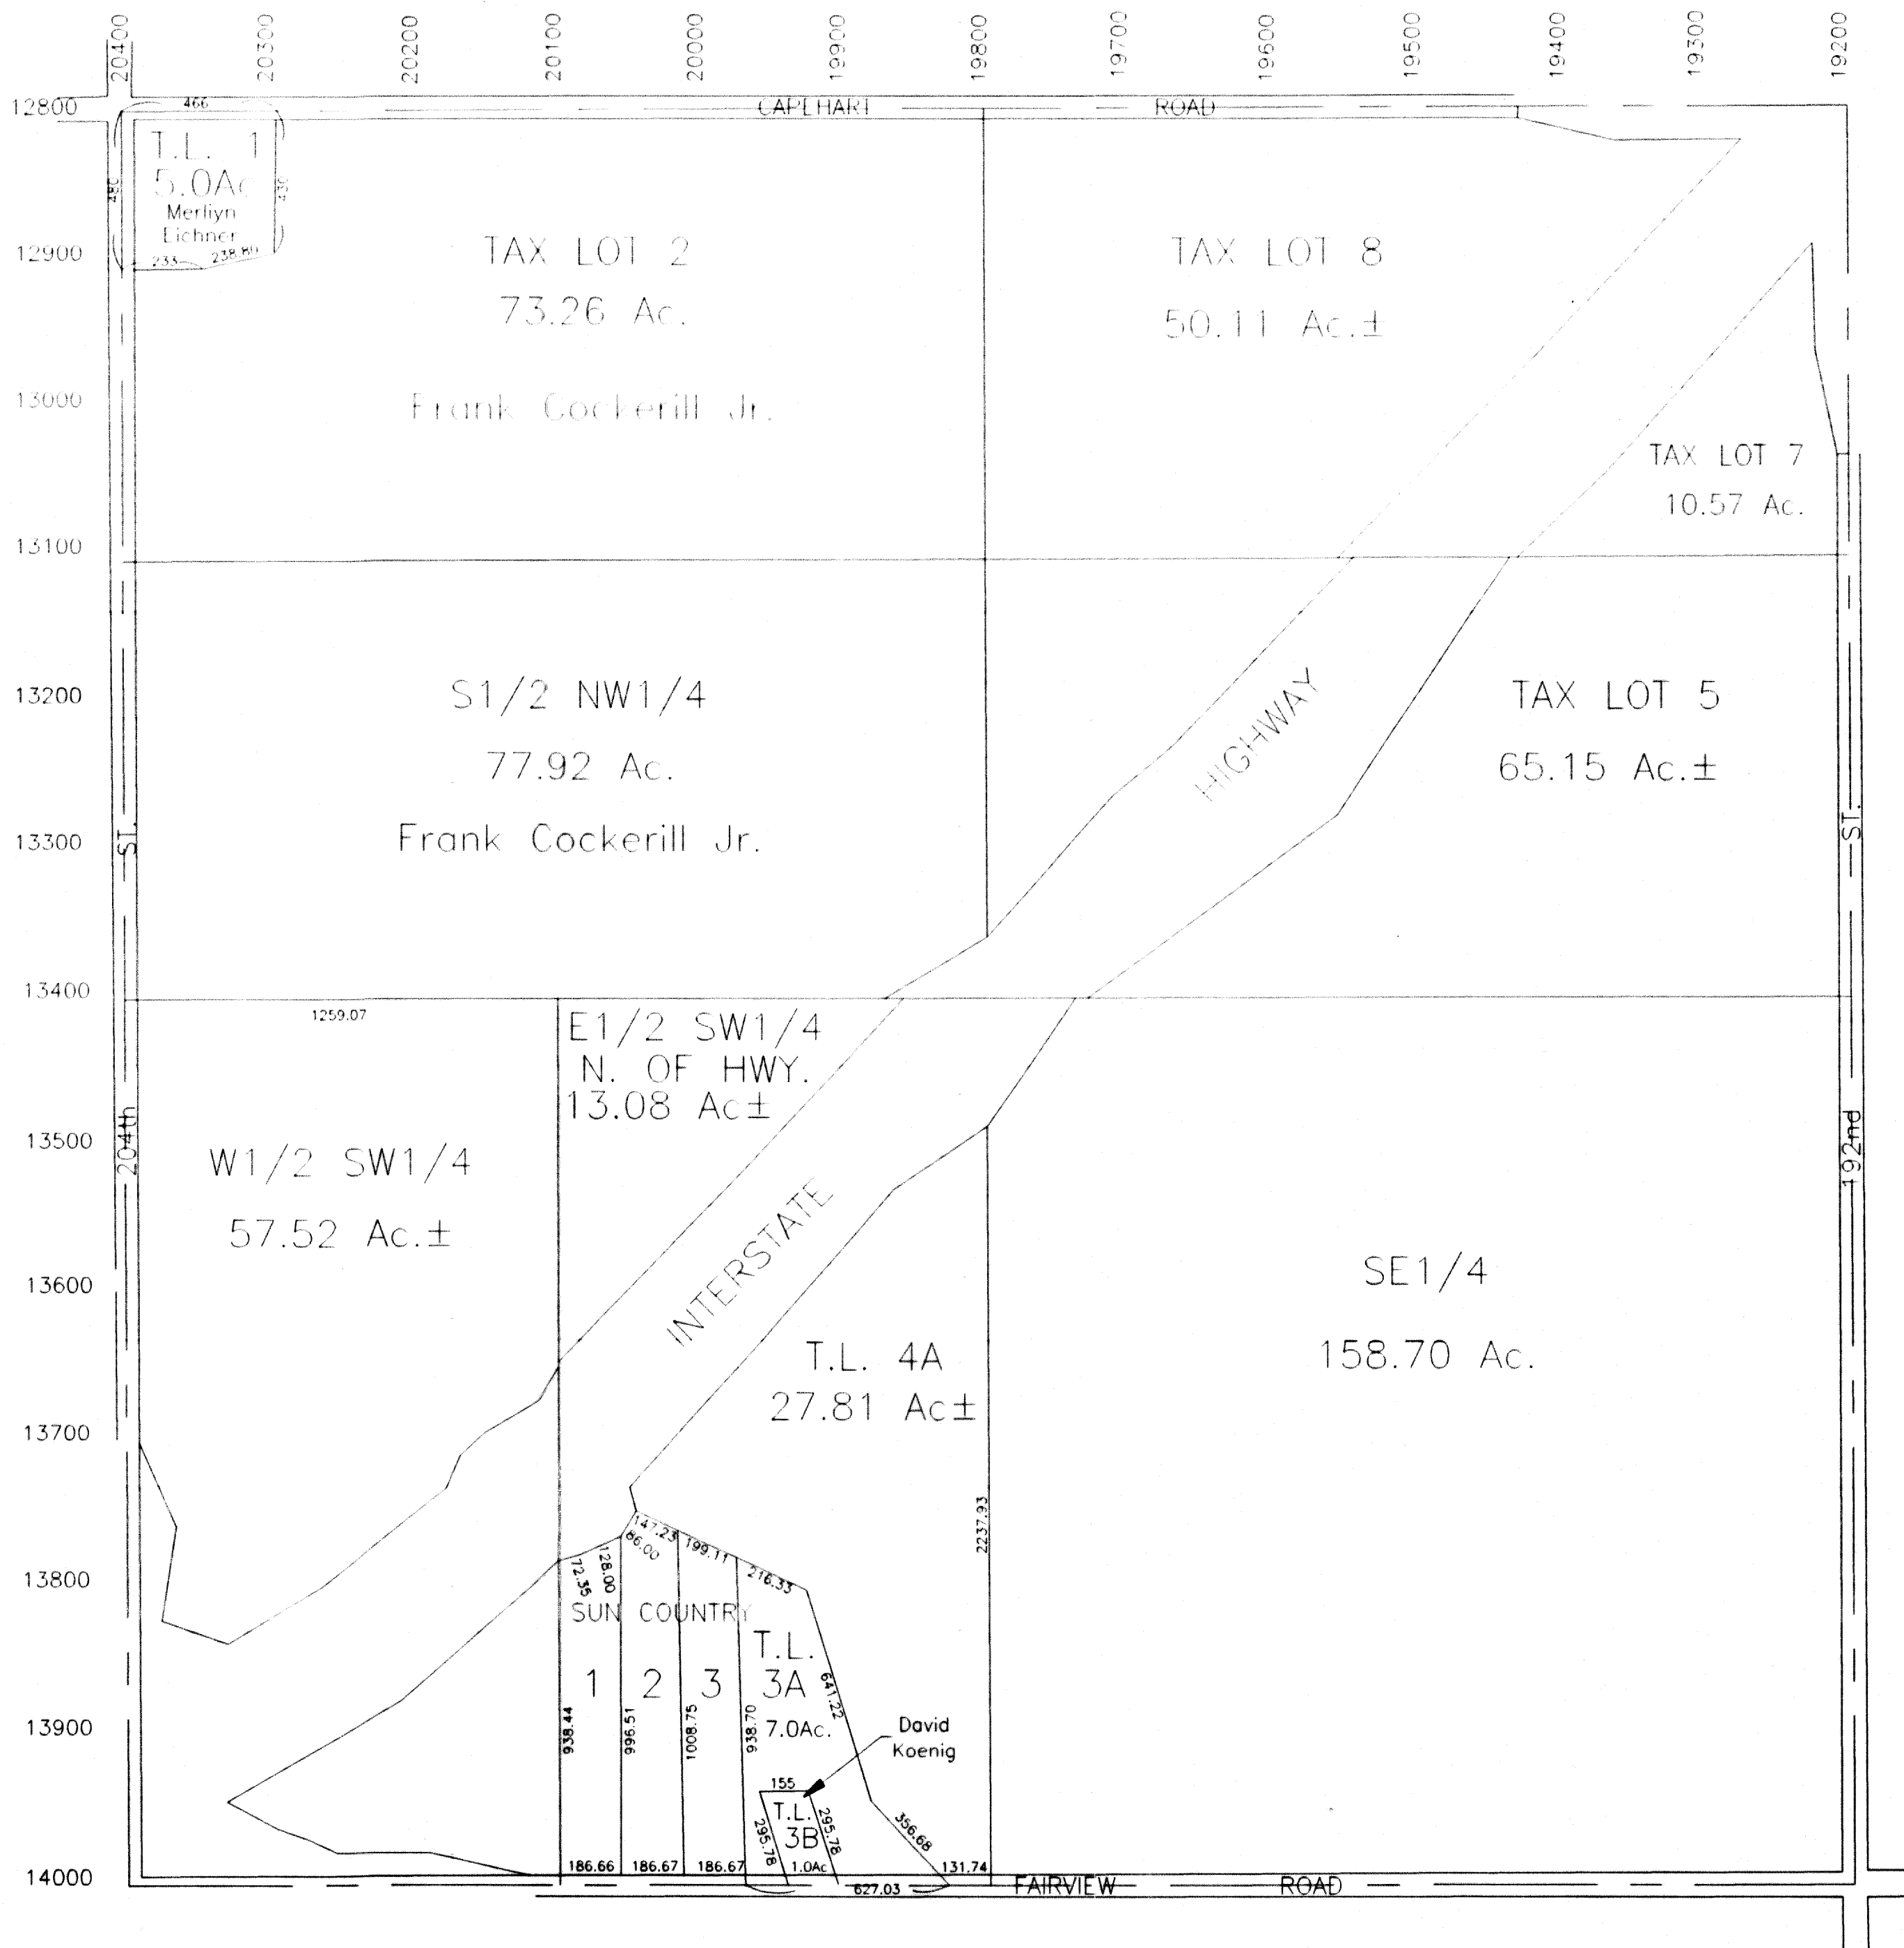 20400
20300
20200
20100
20000
19900
19800
19700
19600
19500
19400
19300
19200
12800
466
CAPEHART
ROAD
T.L. 1
5.0Ac
Merliyn
Eichner
480
430
233
238.80
12900
TAX LOT 2
73.26 Ac.
Frank Cockerill Jr.
TAX LOT 8
50.11 Ac.±
13000
TAX LOT 7
10.57 Ac.
13100
13200
S1/2 NW1/4
77.92 Ac.
Frank Cockerill Jr.
HIGHWAY
TAX LOT 5
65.15 Ac.±
13300
ST.
ST.
13400
1259.07
E1/2 SW1/4
N. OF HWY.
13.08 Ac±
13500
204th
192nd
W1/2 SW1/4
57.52 Ac.±
INTERSTATE
SE1/4
158.70 Ac.
13600
T.L. 4A
27.81 Ac±
13700
2237.93
147.23
86.00
199.11
216.33
13800
72.35
128.00
SUN COUNTRY
1
2
3
T.L.
3A
7.0Ac.
641.22
13900
938.44
996.51
1008.75
938.70
David
Koenig
155
T.L.
3B
1.0Ac
295.78
295.78
356.68
14000
186.66
186.67
186.67
131.74
627.03
FAIRVIEW
ROAD